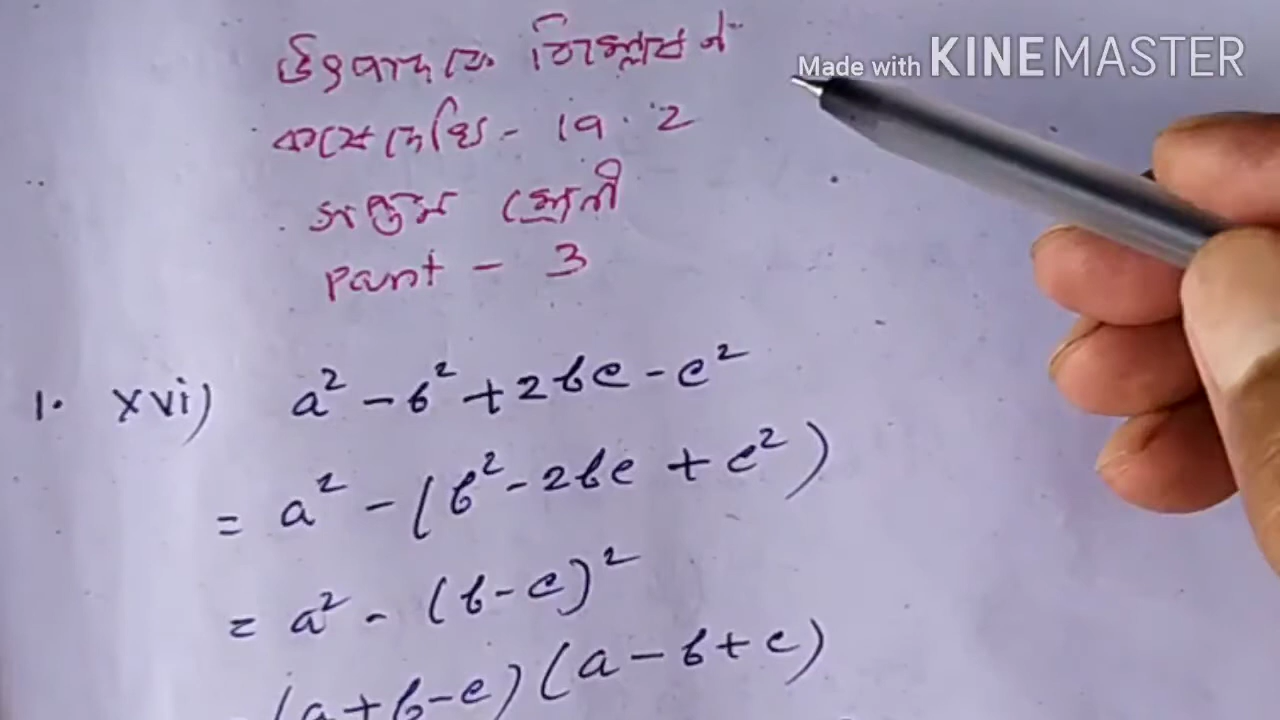 Made with KINEMASTER
উৎপাদকে বিশ্লেষণ
কষে দেখি - 19.2
সপ্তম শ্রেনী
Part - 3
1. xvi) a² - b² + 2bc - c²
= a² - (b² - 2bc + c²)
= a² - (b - c)²
= (a + b - c) (a - b + c)